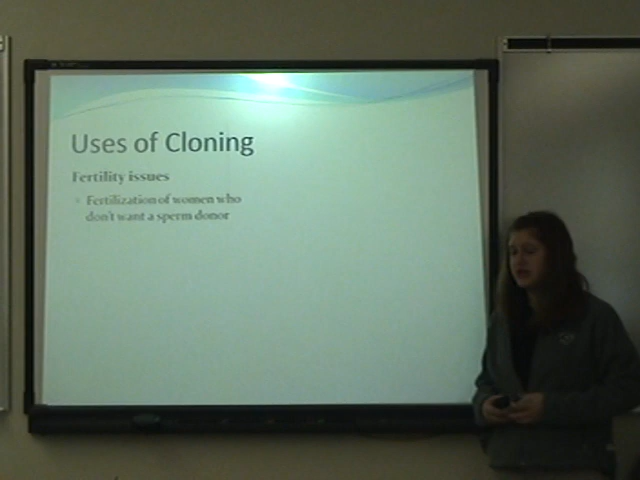 Uses of Cloning
Fertility issues
Fertilization of women who
don't want a sperm donor